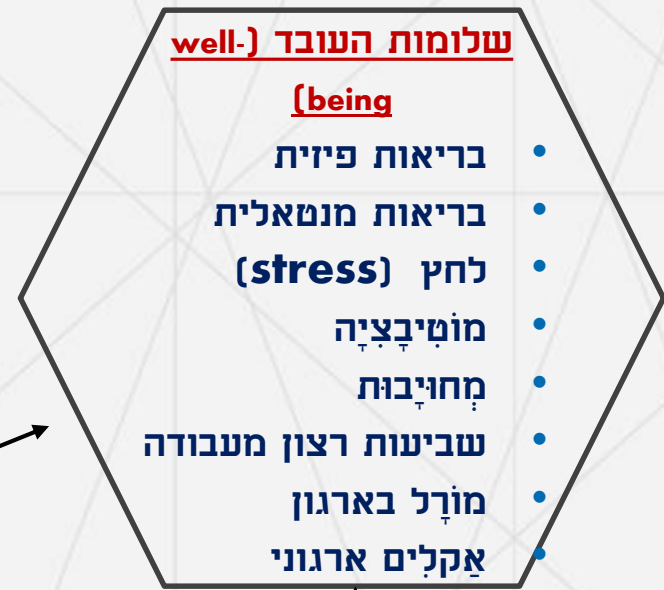 שלומות העובד (well-
being)
• בריאות פיזית
• בריאות מנטאלית
• לחץ (stress)
• מוֹטִיבָצִיָה
• מְחוּיָבוּת
• שביעות רצון מעבודה
• מוֹרָל בארגון
• אַקלִים ארגוני